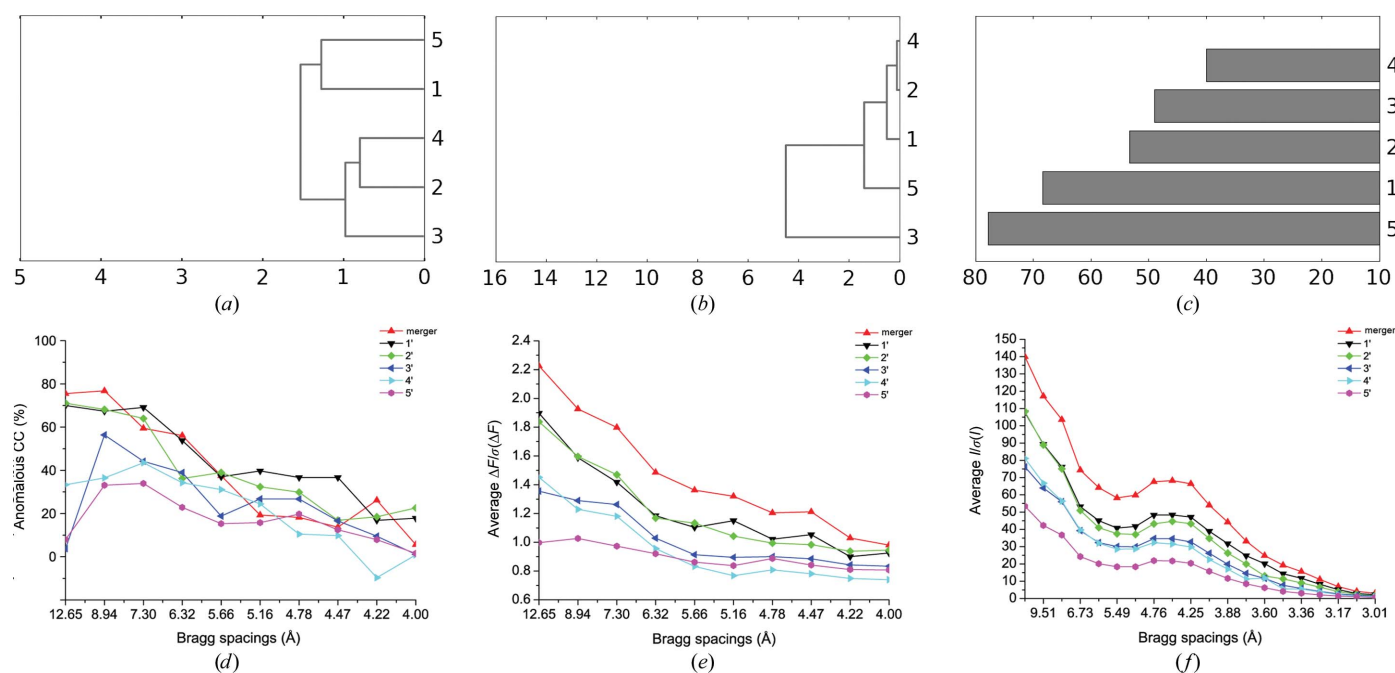 5
1
4
2
3
5 4 3 2 1 0
(a)
4
2
1
5
3
16 14 12 10 8 6 4 2 0
(b)
4
3
2
1
5
80 70 60 50 40 30 20 10
(c)
merger
1'
2'
3'
4'
5'
100
80
60
40
20
0
Anomalous CC (%)
12.65 8.94 7.30 6.32 5.66 5.16 4.78 4.47 4.22 4.00
Bragg spacings (Å)
(d)
merger
1'
2'
3'
4'
5'
2.4
2.2
2.0
1.8
1.6
1.4
1.2
1.0
0.8
0.6
Average ΔF/σ(ΔF)
12.65 8.94 7.30 6.32 5.66 5.16 4.78 4.47 4.22 4.00
Bragg spacings (Å)
(e)
merger
1'
2'
3'
4'
5'
150
140
130
120
110
100
90
80
70
60
50
40
30
20
10
0
Average I/σ(I)
9.51 6.73 5.49 4.76 4.25 3.88 3.60 3.36 3.17 3.01
Bragg spacings (Å)
(f)